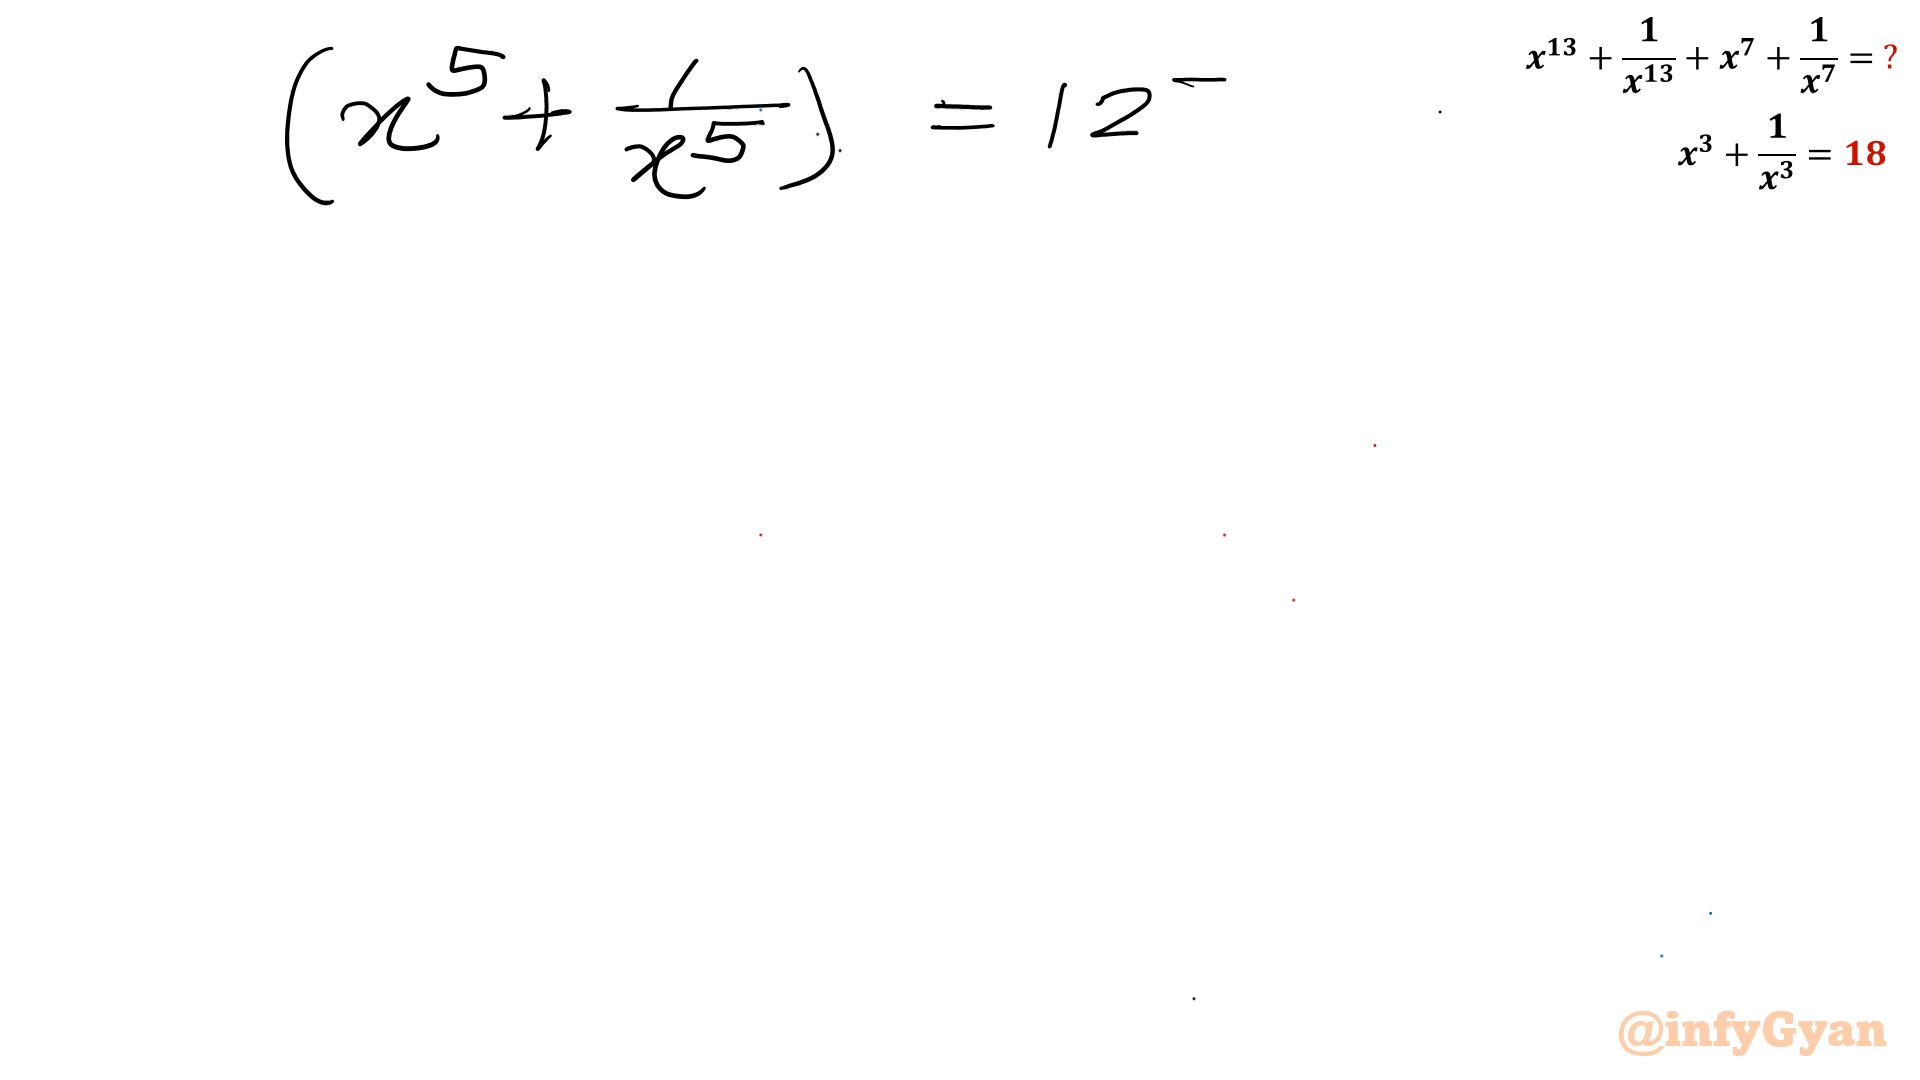 (x⁵ + 1/x⁵) = 12
x¹³ + 1/x¹³ + x⁷ + 1/x⁷ = ?
x³ + 1/x³ = 18
@infyGyan